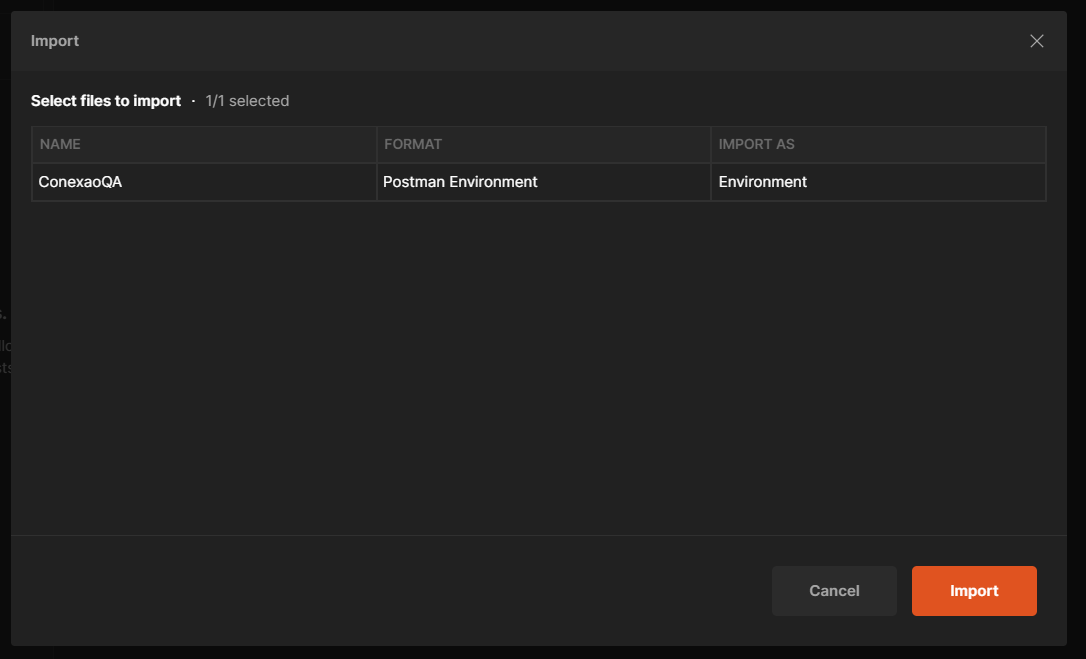 Import
Select files to import · 1/1 selected
NAME FORMAT IMPORT AS
ConexaoQA Postman Environment Environment
Cancel Import